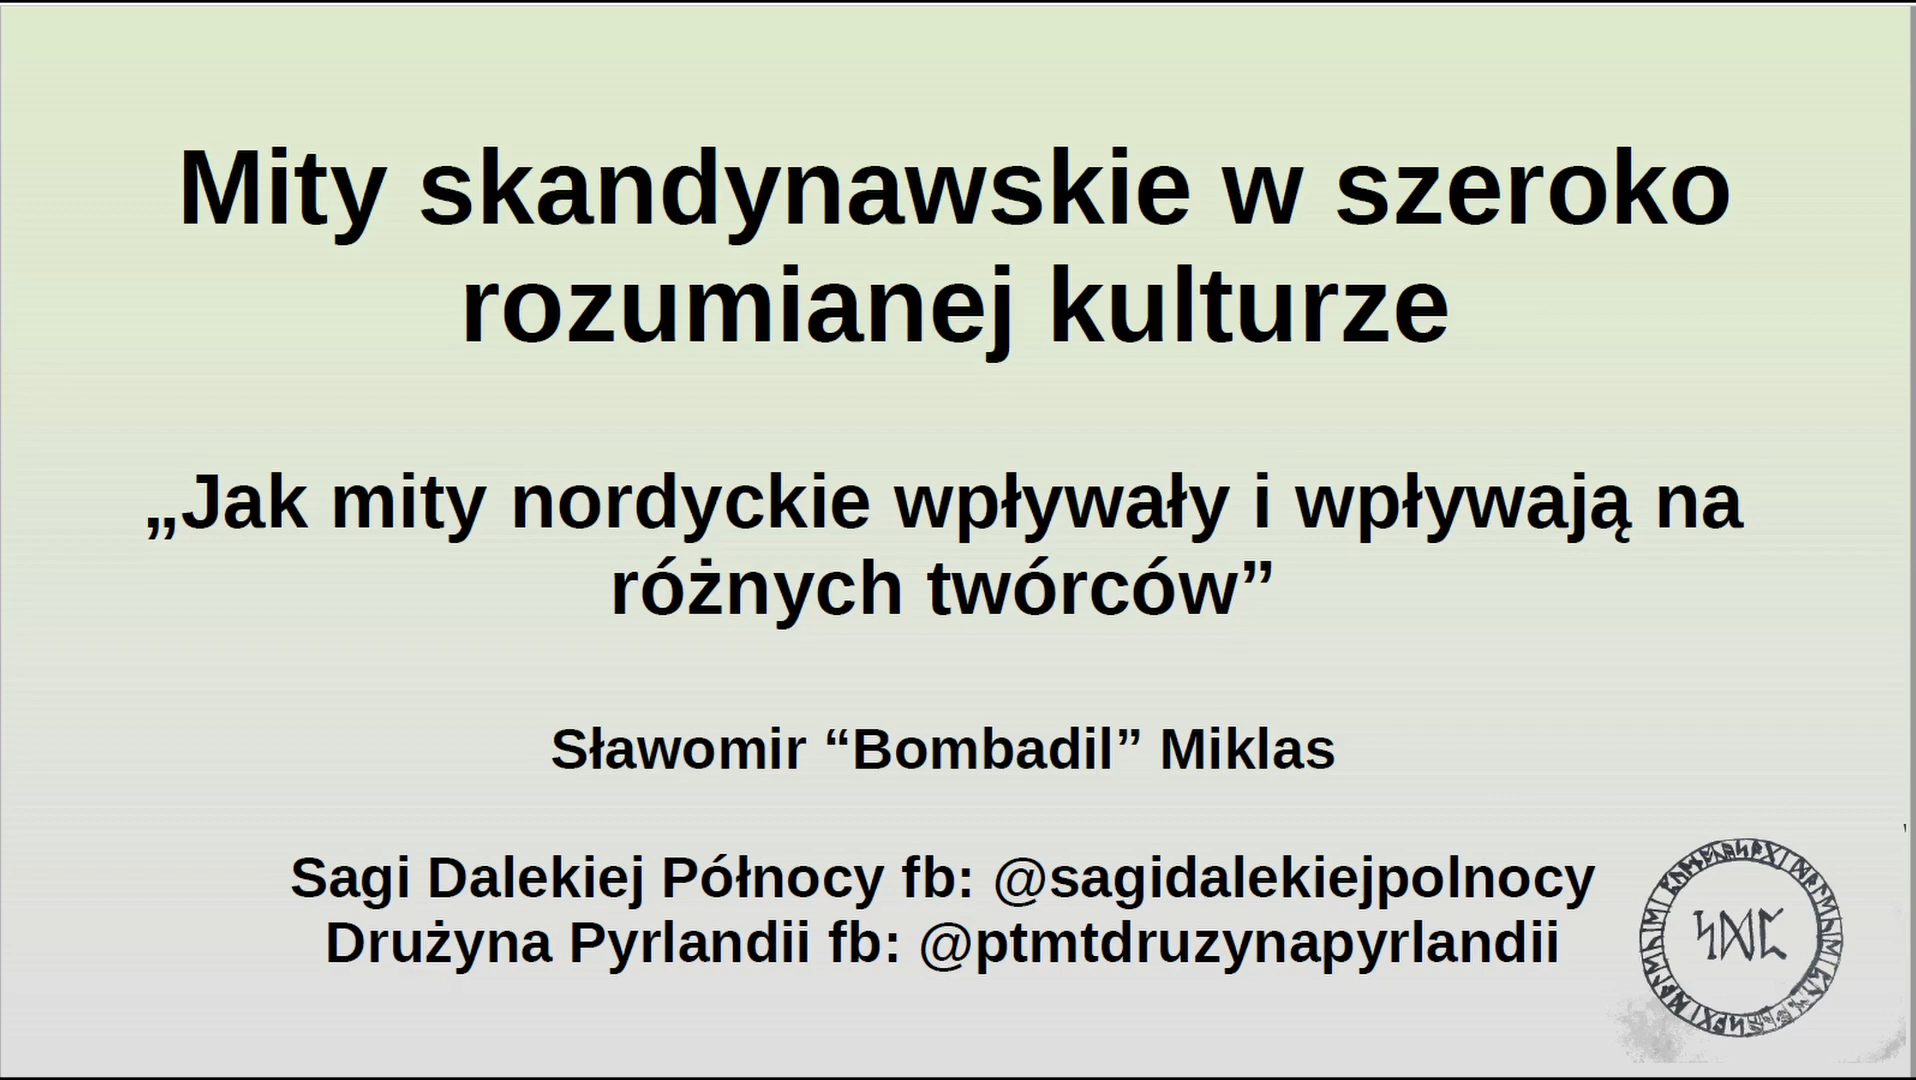 Mity skandynawskie w szeroko
rozumianej kulturze
„Jak mity nordyckie wpływały i wpływają na
różnych twórców”
Sławomir “Bombadil” Miklas
Sagi Dalekiej Północy fb: @sagidalekiejpolnocy
Drużyna Pyrlandii fb: @ptmtdruzynapyrlandii